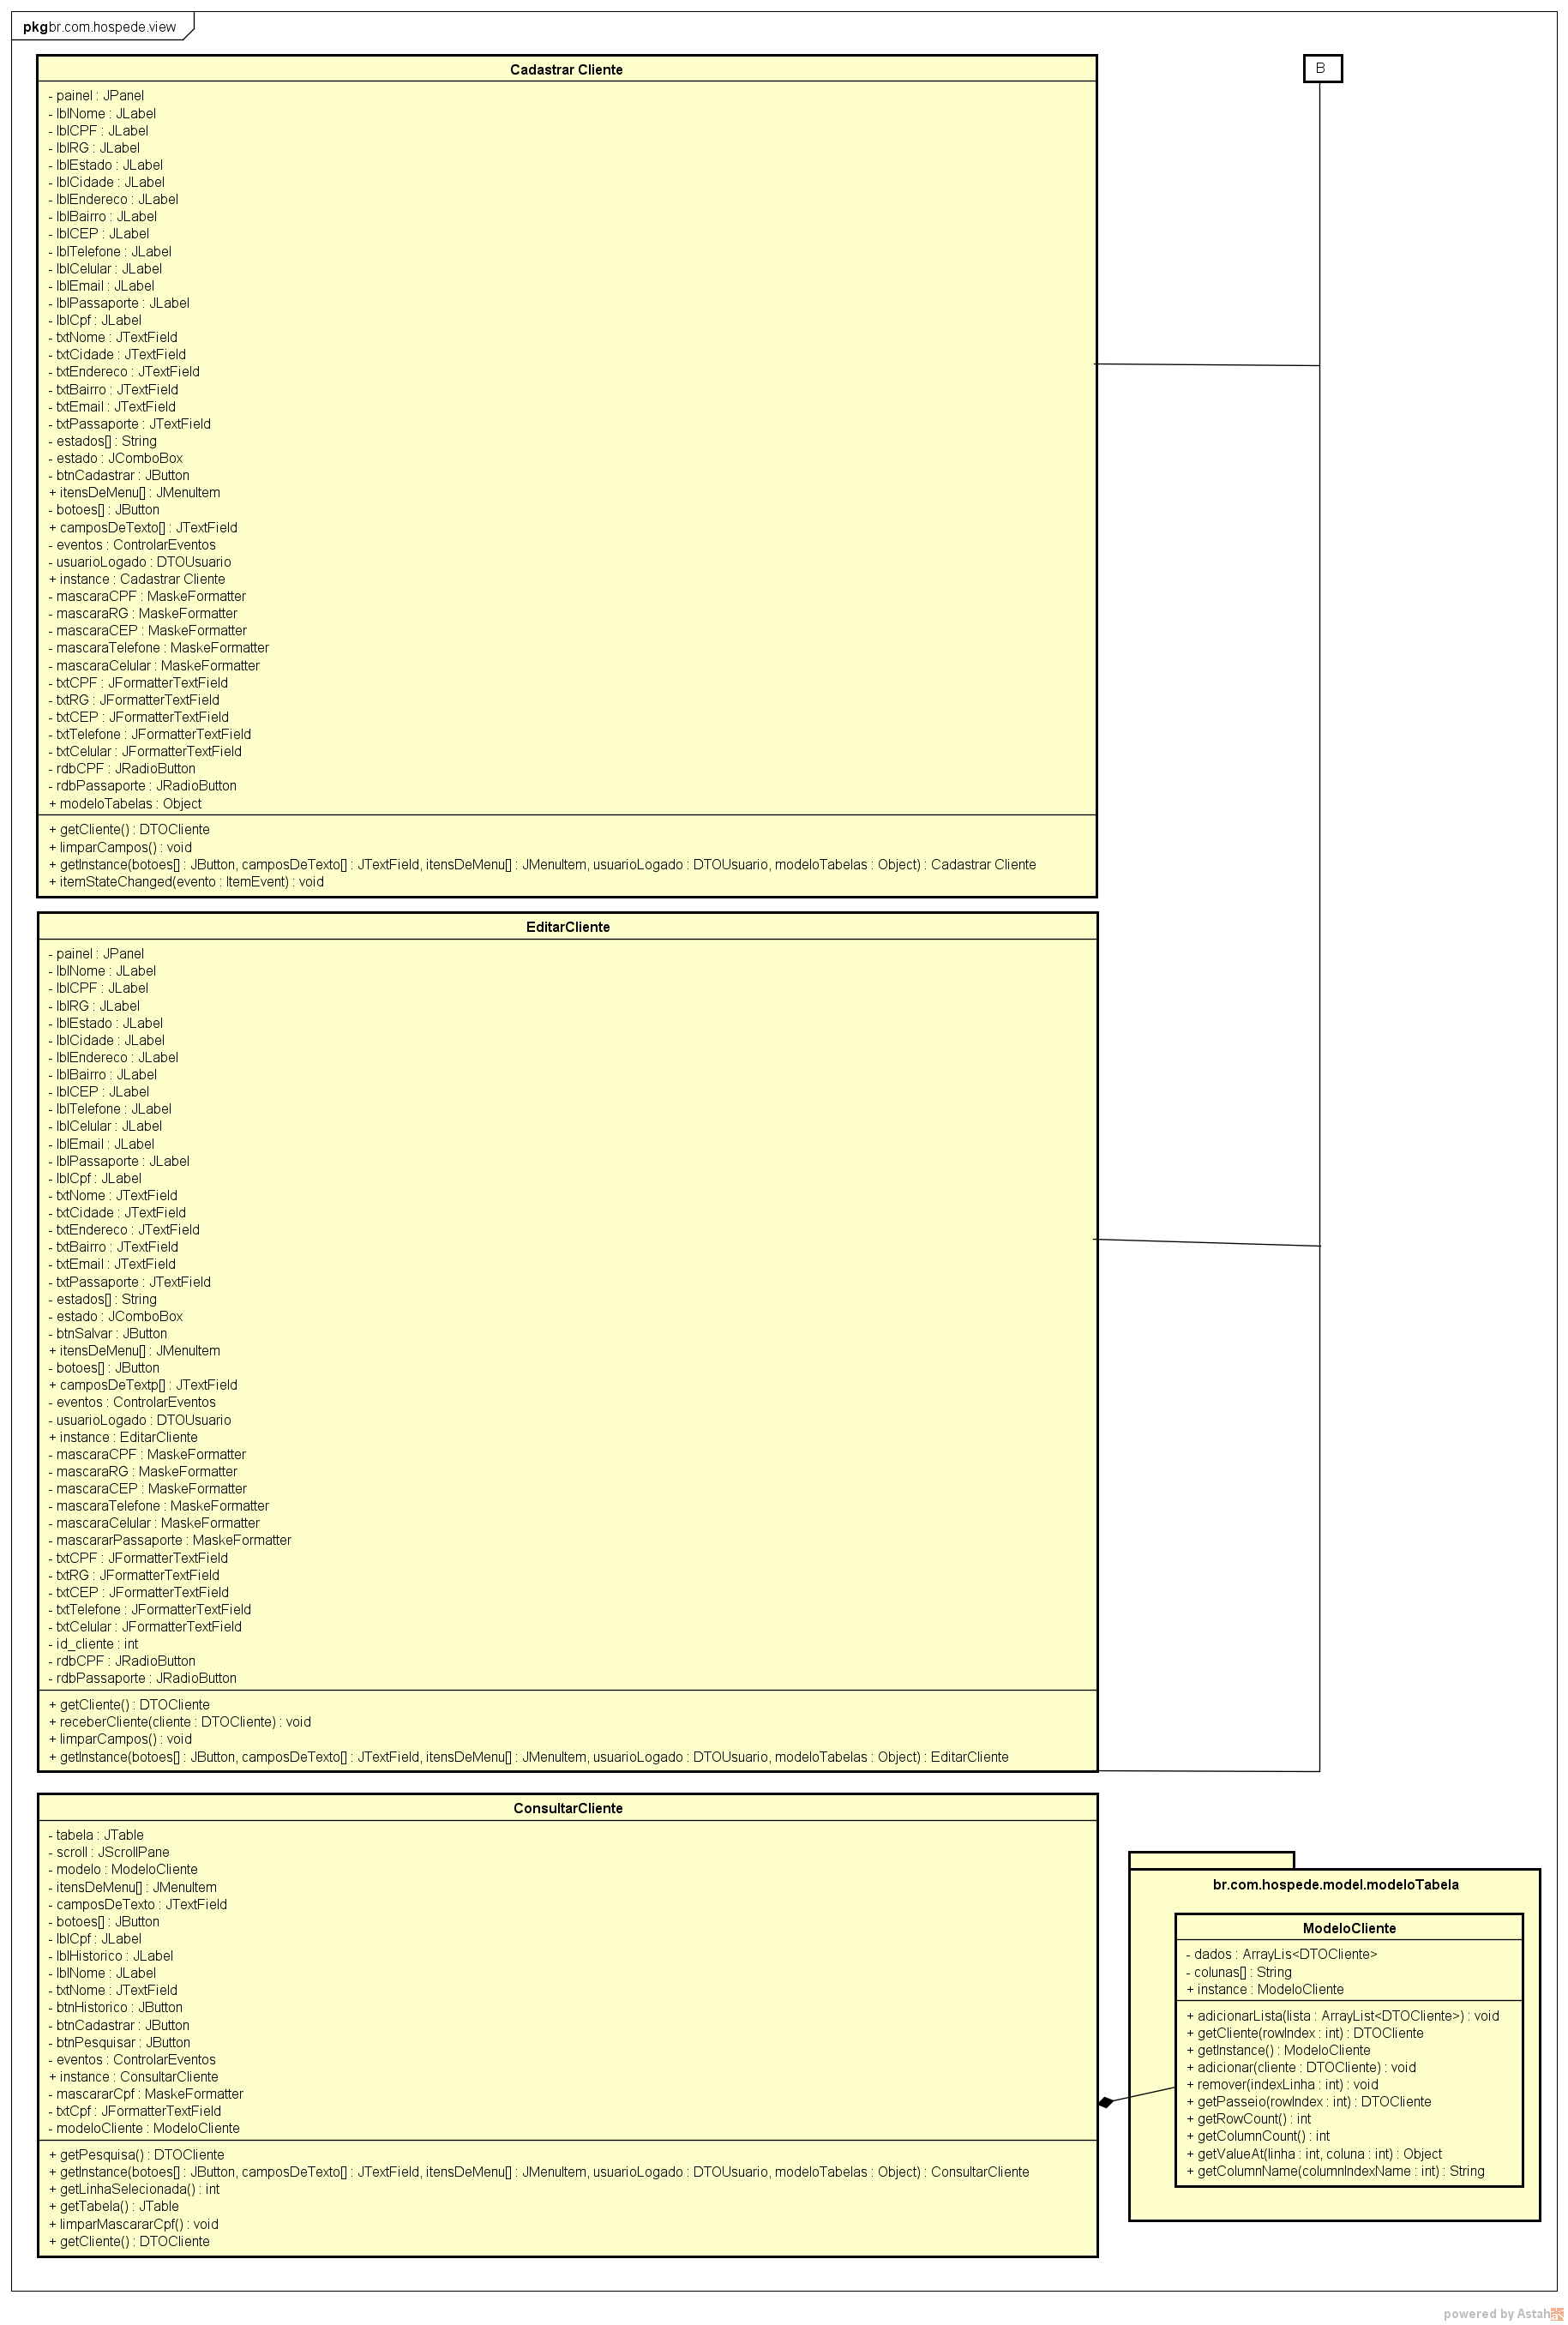 pkg br.com.hospede.view
B
Cadastrar Cliente
- painel : JPanel
- lblNome : JLabel
- lblCPF : JLabel
- lblRG : JLabel
- lblEstado : JLabel
- lblCidade : JLabel
- lblEndereco : JLabel
- lblBairro : JLabel
- lblCEP : JLabel
- lblTelefone : JLabel
- lblCelular : JLabel
- lblEmail : JLabel
- lblPassaporte : JLabel
- lblCpf : JLabel
- txtNome : JTextField
- txtCidade : JTextField
- txtEndereco : JTextField
- txtBairro : JTextField
- txtEmail : JTextField
- txtPassaporte : JTextField
- estados[] : String
- estado : JComboBox
- btnCadastrar : JButton
+ itensDeMenu[] : JMenuItem
- botoes[] : JButton
+ camposDeTexto[] : JTextField
- eventos : ControlarEventos
- usuarioLogado : DTOUsuario
+ instance : Cadastrar Cliente
- mascaraCPF : MaskeFormatter
- mascaraRG : MaskeFormatter
- mascaraCEP : MaskeFormatter
- mascaraTelefone : MaskeFormatter
- mascaraCelular : MaskeFormatter
- txtCPF : JFormatterTextField
- txtRG : JFormatterTextField
- txtCEP : JFormatterTextField
- txtTelefone : JFormatterTextField
- txtCelular : JFormatterTextField
- rdbCPF : JRadioButton
- rdbPassaporte : JRadioButton
+ modeloTabelas : Object
+ getCliente() : DTOCliente
+ limparCampos() : void
+ getInstance(botoes[] : JButton, camposDeTexto[] : JTextField, itensDeMenu[] : JMenuItem, usuarioLogado : DTOUsuario, modeloTabelas : Object) : Cadastrar Cliente
+ itemStateChanged(evento : ItemEvent) : void
EditarCliente
- painel : JPanel
- lblNome : JLabel
- lblCPF : JLabel
- lblRG : JLabel
- lblEstado : JLabel
- lblCidade : JLabel
- lblEndereco : JLabel
- lblBairro : JLabel
- lblCEP : JLabel
- lblTelefone : JLabel
- lblCelular : JLabel
- lblEmail : JLabel
- lblPassaporte : JLabel
- lblCpf : JLabel
- txtNome : JTextField
- txtCidade : JTextField
- txtEndereco : JTextField
- txtBairro : JTextField
- txtEmail : JTextField
- txtPassaporte : JTextField
- estados[] : String
- estado : JComboBox
- btnSalvar : JButton
+ itensDeMenu[] : JMenuItem
- botoes[] : JButton
+ camposDeTextp[] : JTextField
- eventos : ControlarEventos
- usuarioLogado : DTOUsuario
+ instance : EditarCliente
- mascaraCPF : MaskeFormatter
- mascaraRG : MaskeFormatter
- mascaraCEP : MaskeFormatter
- mascaraTelefone : MaskeFormatter
- mascaraCelular : MaskeFormatter
- mascararPassaporte : MaskeFormatter
- txtCPF : JFormatterTextField
- txtRG : JFormatterTextField
- txtCEP : JFormatterTextField
- txtTelefone : JFormatterTextField
- txtCelular : JFormatterTextField
- id_cliente : int
- rdbCPF : JRadioButton
- rdbPassaporte : JRadioButton
+ getCliente() : DTOCliente
+ receberCliente(cliente : DTOCliente) : void
+ limparCampos() : void
+ getInstance(botoes[] : JButton, camposDeTexto[] : JTextField, itensDeMenu[] : JMenuItem, usuarioLogado : DTOUsuario, modeloTabelas : Object) : EditarCliente
ConsultarCliente
- tabela : JTable
- scroll : JScrollPane
- modelo : ModeloCliente
- itensDeMenu[] : JMenuItem
- camposDeTexto : JTextField
- botoes[] : JButton
- lblCpf : JLabel
- lblHistorico : JLabel
- lblNome : JLabel
- txtNome : JTextField
- btnHistorico : JButton
- btnCadastrar : JButton
- btnPesquisar : JButton
- eventos : ControlarEventos
+ instance : ConsultarCliente
- mascararCpf : MaskeFormatter
- txtCpf : JFormatterTextField
- modeloCliente : ModeloCliente
+ getPesquisa() : DTOCliente
+ getInstance(botoes[] : JButton, camposDeTexto[] : JTextField, itensDeMenu[] : JMenuItem, usuarioLogado : DTOUsuario, modeloTabelas : Object) : ConsultarCliente
+ getLinhaSelecionada() : int
+ getTabela() : JTable
+ limparMascararCpf() : void
+ getCliente() : DTOCliente
br.com.hospede.model.modeloTabela
ModeloCliente
- dados : ArrayLis<DTOCliente>
- colunas[] : String
+ instance : ModeloCliente
+ adicionarLista(lista : ArrayList<DTOCliente>) : void
+ getCliente(rowIndex : int) : DTOCliente
+ getInstance() : ModeloCliente
+ adicionar(cliente : DTOCliente) : void
+ remover(indexLinha : int) : void
+ getPasseio(rowIndex : int) : DTOCliente
+ getRowCount() : int
+ getColumnCount() : int
+ getValueAt(linha : int, coluna : int) : Object
+ getColumnName(columnIndexName : int) : String
powered by Astah